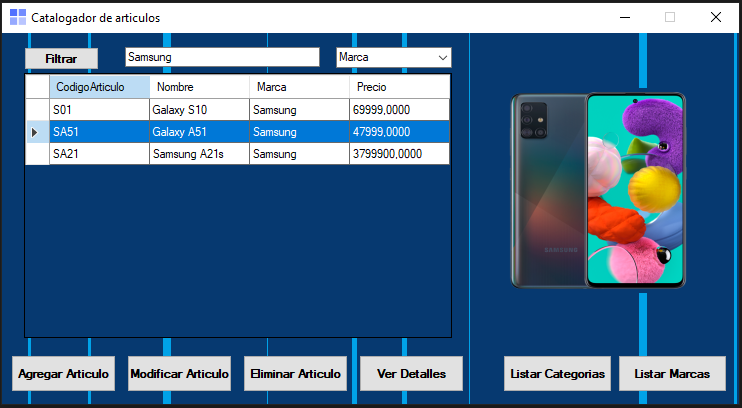 Catalogador de articulos
Filtrar Samsung Marca
CodigoArticulo Nombre Marca Precio
S01 Galaxy S10 Samsung 69999,0000
SA51 Galaxy A51 Samsung 47999,0000
SA21 Samsung A21s Samsung 3799900,0000
SAMSUNG
Agregar Articulo Modificar Articulo Eliminar Articulo Ver Detalles Listar Categorias Listar Marcas